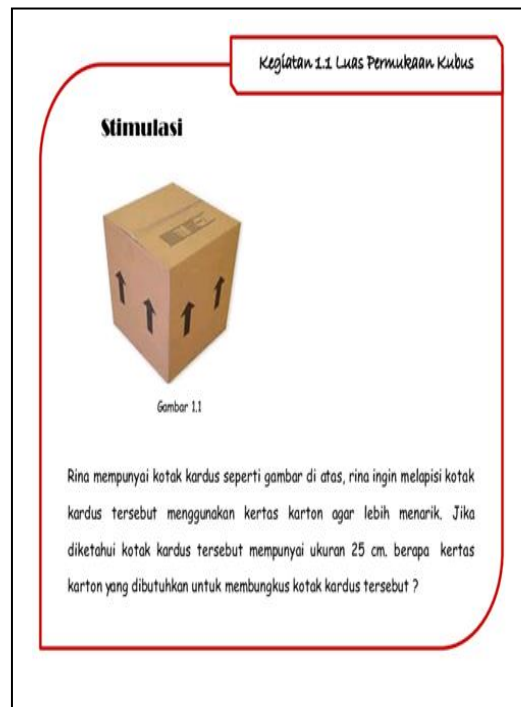 Kegiatan 1.1 Luas Permukaan Kubus
Stimulasi
Gambar 1.1
Rina mempunyai kotak kardus seperti gambar di atas, rina ingin melapisi kotak
kardus tersebut menggunakan kertas karton agar lebih menarik. Jika
diketahui kotak kardus tersebut mempunyai ukuran 25 cm. berapa kertas
karton yang dibutuhkan untuk membungkus kotak kardus tersebut ?